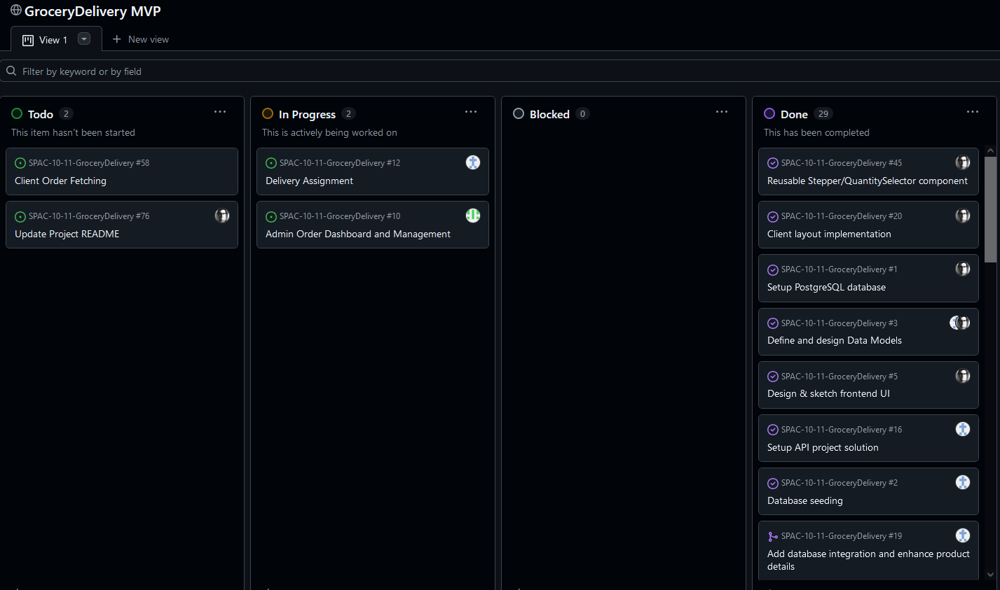 GroceryDelivery MVP
View 1
New view
Filter by keyword or by field
Todo 2
This item hasn't been started
SPAC-10-11-GroceryDelivery #58
Client Order Fetching
SPAC-10-11-GroceryDelivery #76
Update Project README
In Progress 2
This is actively being worked on
SPAC-10-11-GroceryDelivery #12
Delivery Assignment
SPAC-10-11-GroceryDelivery #10
Admin Order Dashboard and Management
Blocked 0
Done 29
This has been completed
SPAC-10-11-GroceryDelivery #45
Reusable Stepper/QuantitySelector component
SPAC-10-11-GroceryDelivery #20
Client layout implementation
SPAC-10-11-GroceryDelivery #1
Setup PostgreSQL database
SPAC-10-11-GroceryDelivery #3
Define and design Data Models
SPAC-10-11-GroceryDelivery #5
Design & sketch frontend UI
SPAC-10-11-GroceryDelivery #16
Setup API project solution
SPAC-10-11-GroceryDelivery #2
Database seeding
SPAC-10-11-GroceryDelivery #19
Add database integration and enhance product
details